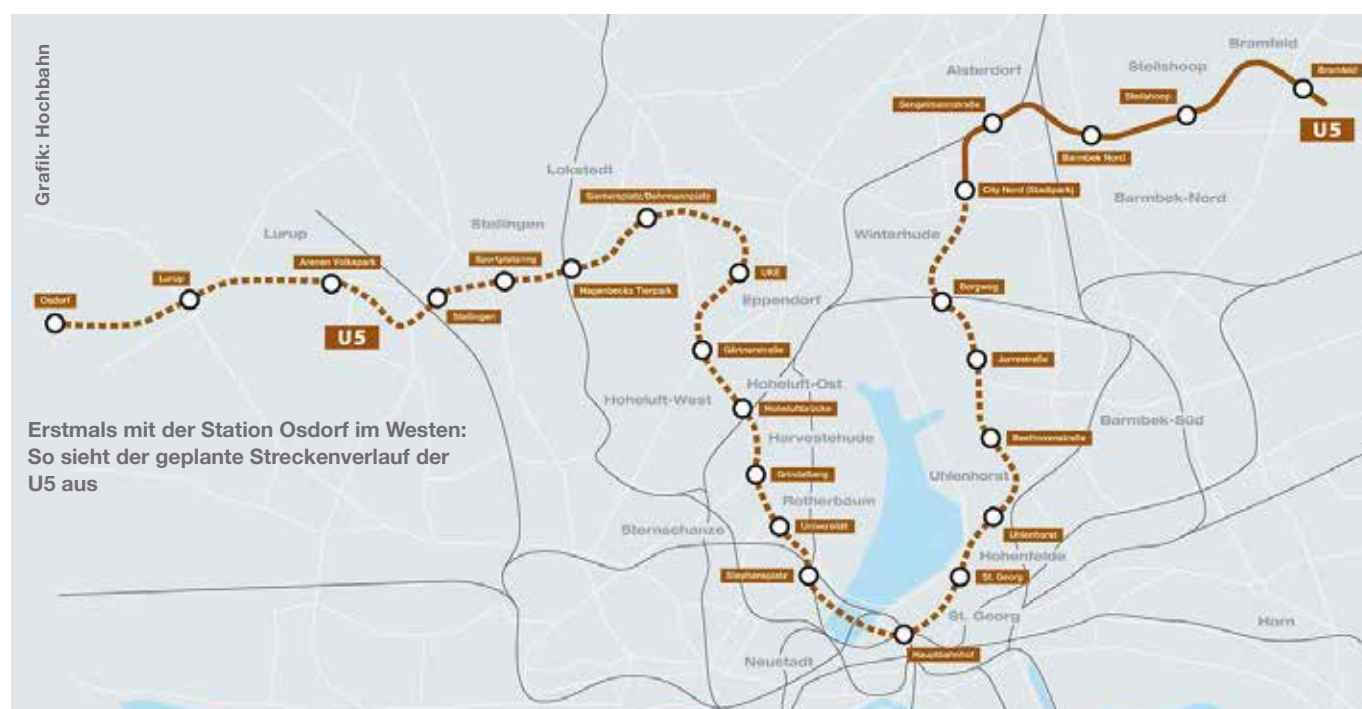 Grafik: Hochbahn
Bramfeld
Alsterdorf
Steilshoop
Bramfeld
Sengelmannstraße
Steilshoop
U5
Barmbek Nord
Lokstedt
City Nord (Stadtpark)
Barmbek-Nord
Siemersplatz/Behrmannplatz
Lurup
Stellingen
Winterhude
Arenen Volkspark
Sportplatzring
UKE
Lurup
Hagenbecks Tierpark
Osdorf
Eppendorf
Borgweg
Stellingen
U5
Gärtnerstraße
Jarrestraße
Hoheluft-Ost
Hoheluft-West
Hoheluftbrücke
Barmbek-Süd
Erstmals mit der Station Osdorf im Westen:
So sieht der geplante Streckenverlauf der
U5 aus
Harvestehude
Beethovenstraße
Grindelberg
Uhlenhorst
Rotherbaum
Universität
Sternschanze
Uhlenhorst
Hohenfelde
Stephansplatz
St. Georg
St. Georg
Horn
Hauptbahnhof
Neustadt